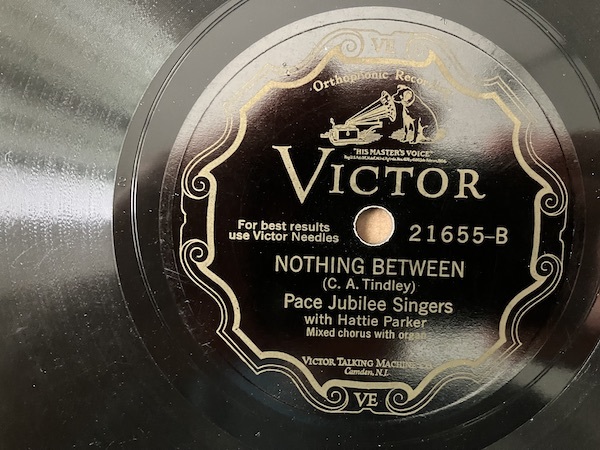 VE
Orthophonic Recording
"HIS MASTER'S VOICE"
VICTOR
For best results
use Victor Needles
21655-B
NOTHING BETWEEN
(C. A. Tindley)
Pace Jubilee Singers
with Hattie Parker
Mixed chorus with organ
VICTOR TALKING MACHINE
Camden, N.J.
VE